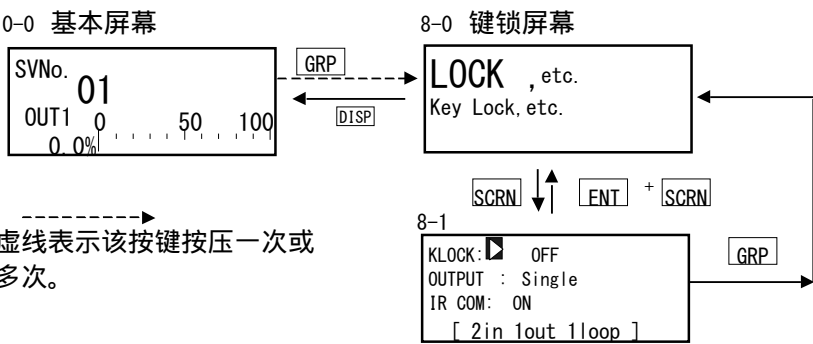 0-0 基本屏幕
SVNo. 01
OUT1 0 50 100
0.0%
GRP
DISP
8-0 键锁屏幕
LOCK ,etc.
Key Lock,etc.
SCRN ENT + SCRN
虚线表示该按键按压一次或
多次。
8-1
KLOCK: OFF
OUTPUT : Single
IR COM: ON
[ 2in 1out 1loop ]
GRP